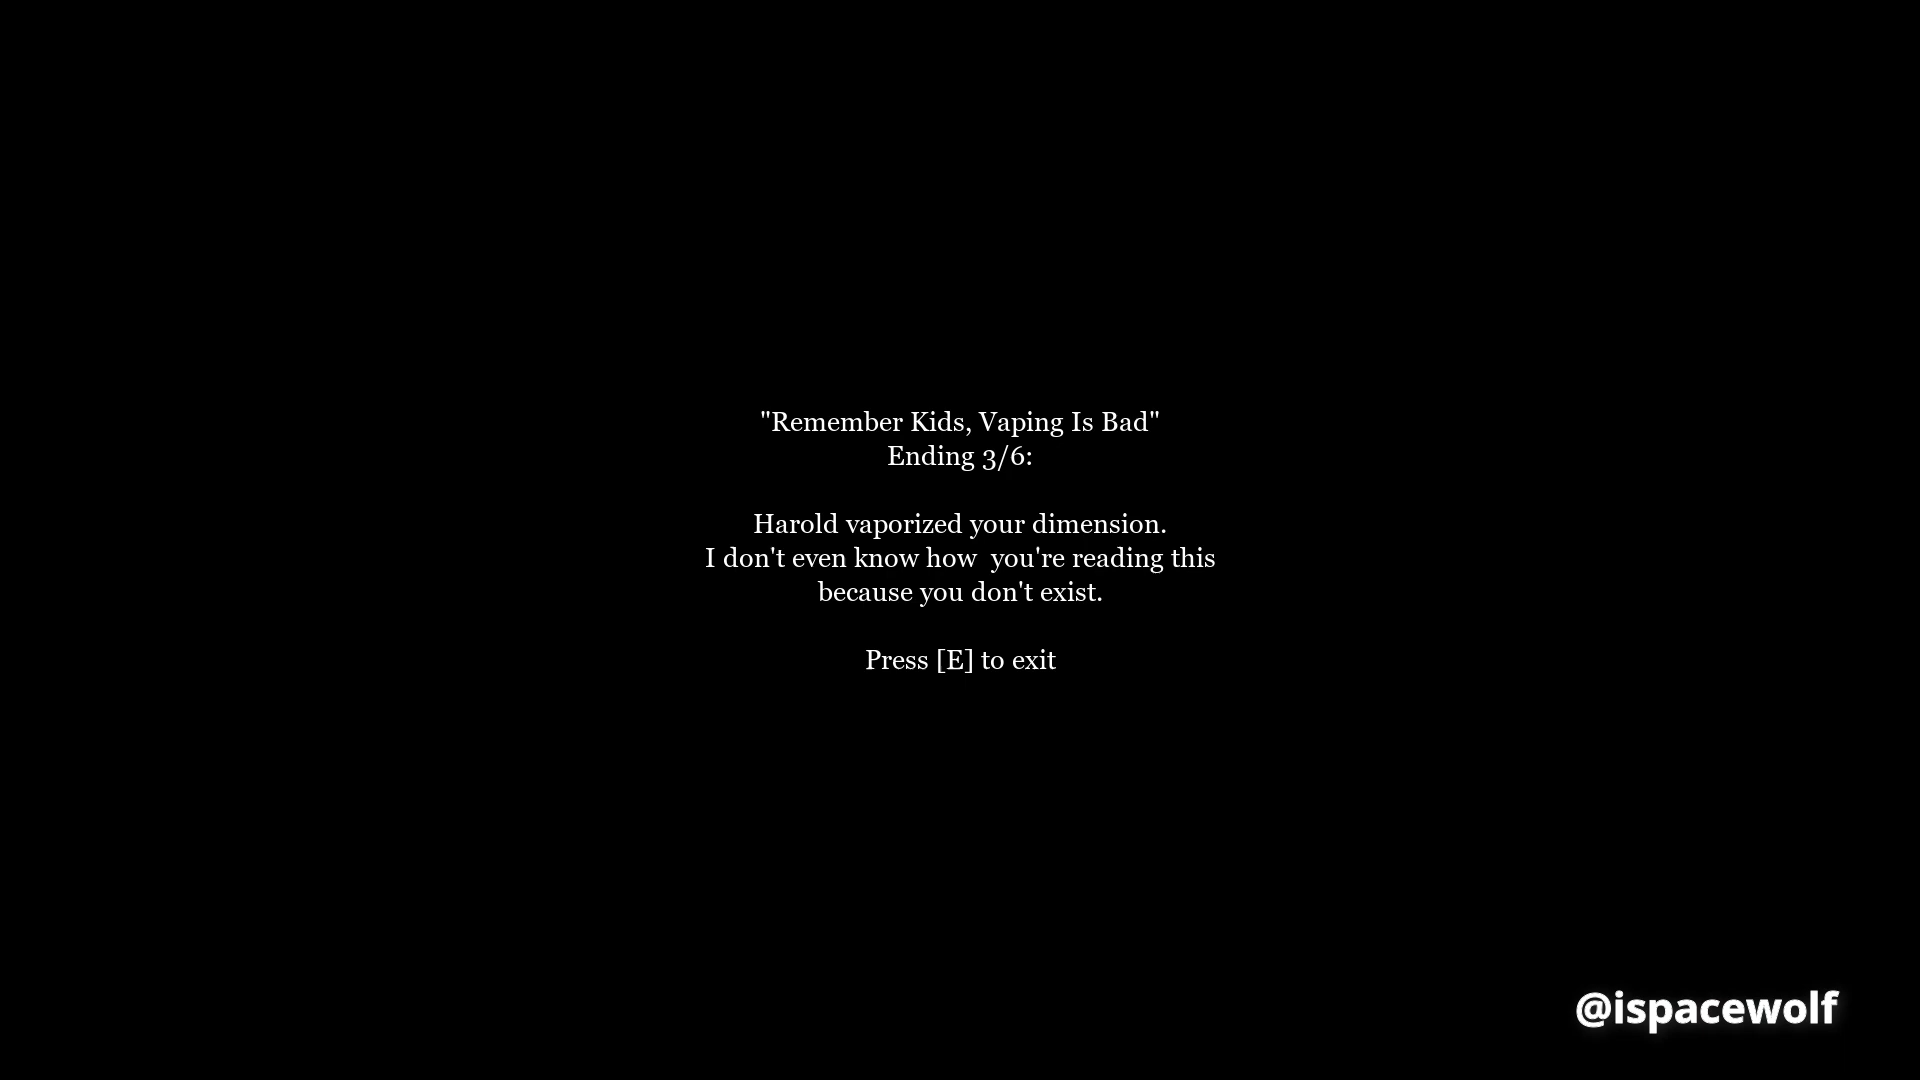 "Remember Kids, Vaping Is Bad"
Ending 3/6:
Harold vaporized your dimension.
I don't even know how  you're reading this
because you don't exist.
Press [E] to exit
@ispacewolf